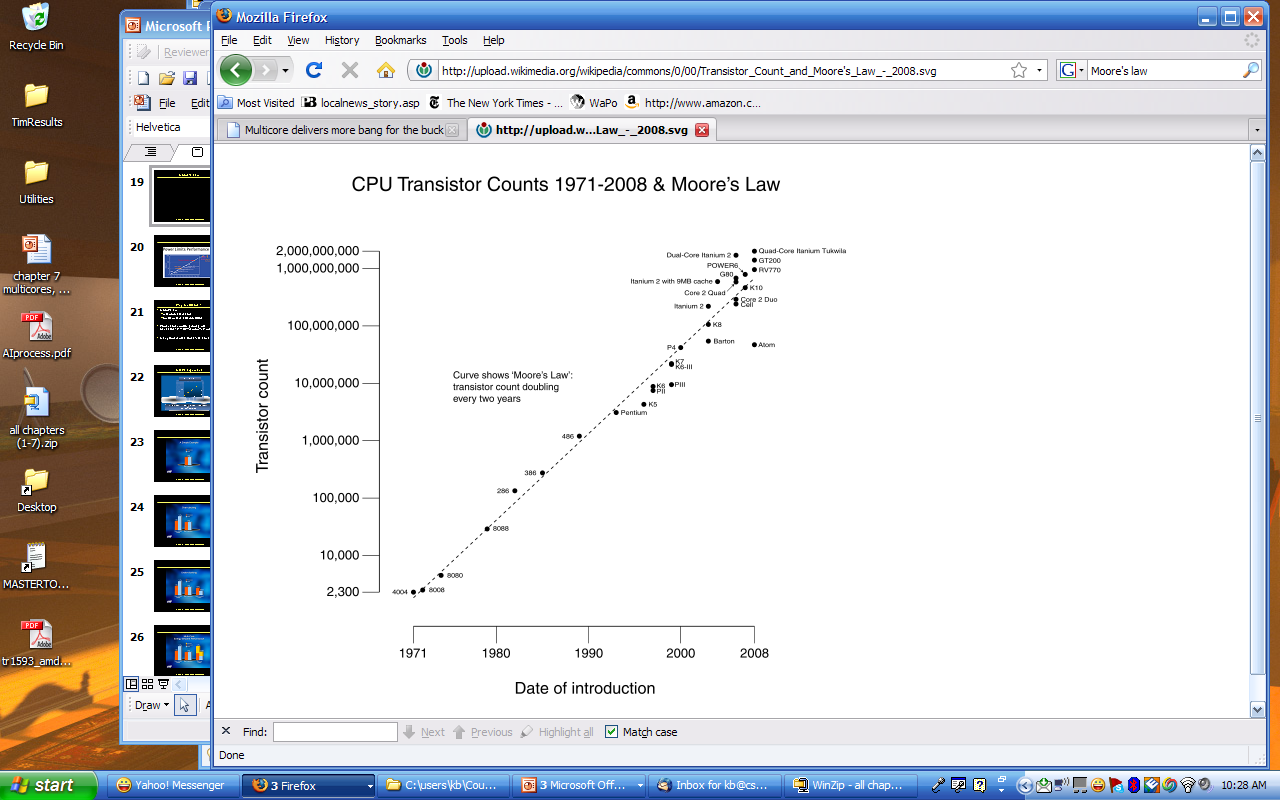 Recycle Bin
TimResults
Utilities
chapter 7
multicores, ...
AIprocess.pdf
all chapters
(1-7).zip
Desktop
MASTERTO...
tr1593_amd...
Microsoft P
Reviewer
File Edit
Helvetica
19
20
Power Limits Performance
21
22
23
24
25
26
Draw
Mozilla Firefox
File Edit View History Bookmarks Tools Help
http://upload.wikimedia.org/wikipedia/commons/0/00/Transistor_Count_and_Moore's_Law_-_2008.svg
Moore's law
Most Visited localnews_story.asp The New York Times - ... WaPo http://www.amazon.c...
Multicore delivers more bang for the buck
http://upload.w...Law_-_2008.svg
CPU Transistor Counts 1971-2008 & Moore's Law
2,000,000,000
1,000,000,000
100,000,000
10,000,000
1,000,000
100,000
10,000
2,300
Transistor count
Curve shows 'Moore's Law':
transistor count doubling
every two years
Quad-Core Itanium Tukwila
Dual-Core Itanium 2
GT200
POWER6
RV770
G80
Itanium 2 with 9MB cache
K10
Core 2 Quad
Core 2 Duo
Cell
Itanium 2
K8
Barton
Atom
P4
K7
K6-III
K6
PIII
PII
K5
Pentium
486
386
286
8088
8080
8008
4004
1971 1980 1990 2000 2008
Date of introduction
Find: Next Previous Highlight all Match case
Done
start Yahoo! Messenger 3 Firefox C:\users\kb\Cou... 3 Microsoft Off... Inbox for kb@cs... WinZip - all chap... 10:28 AM